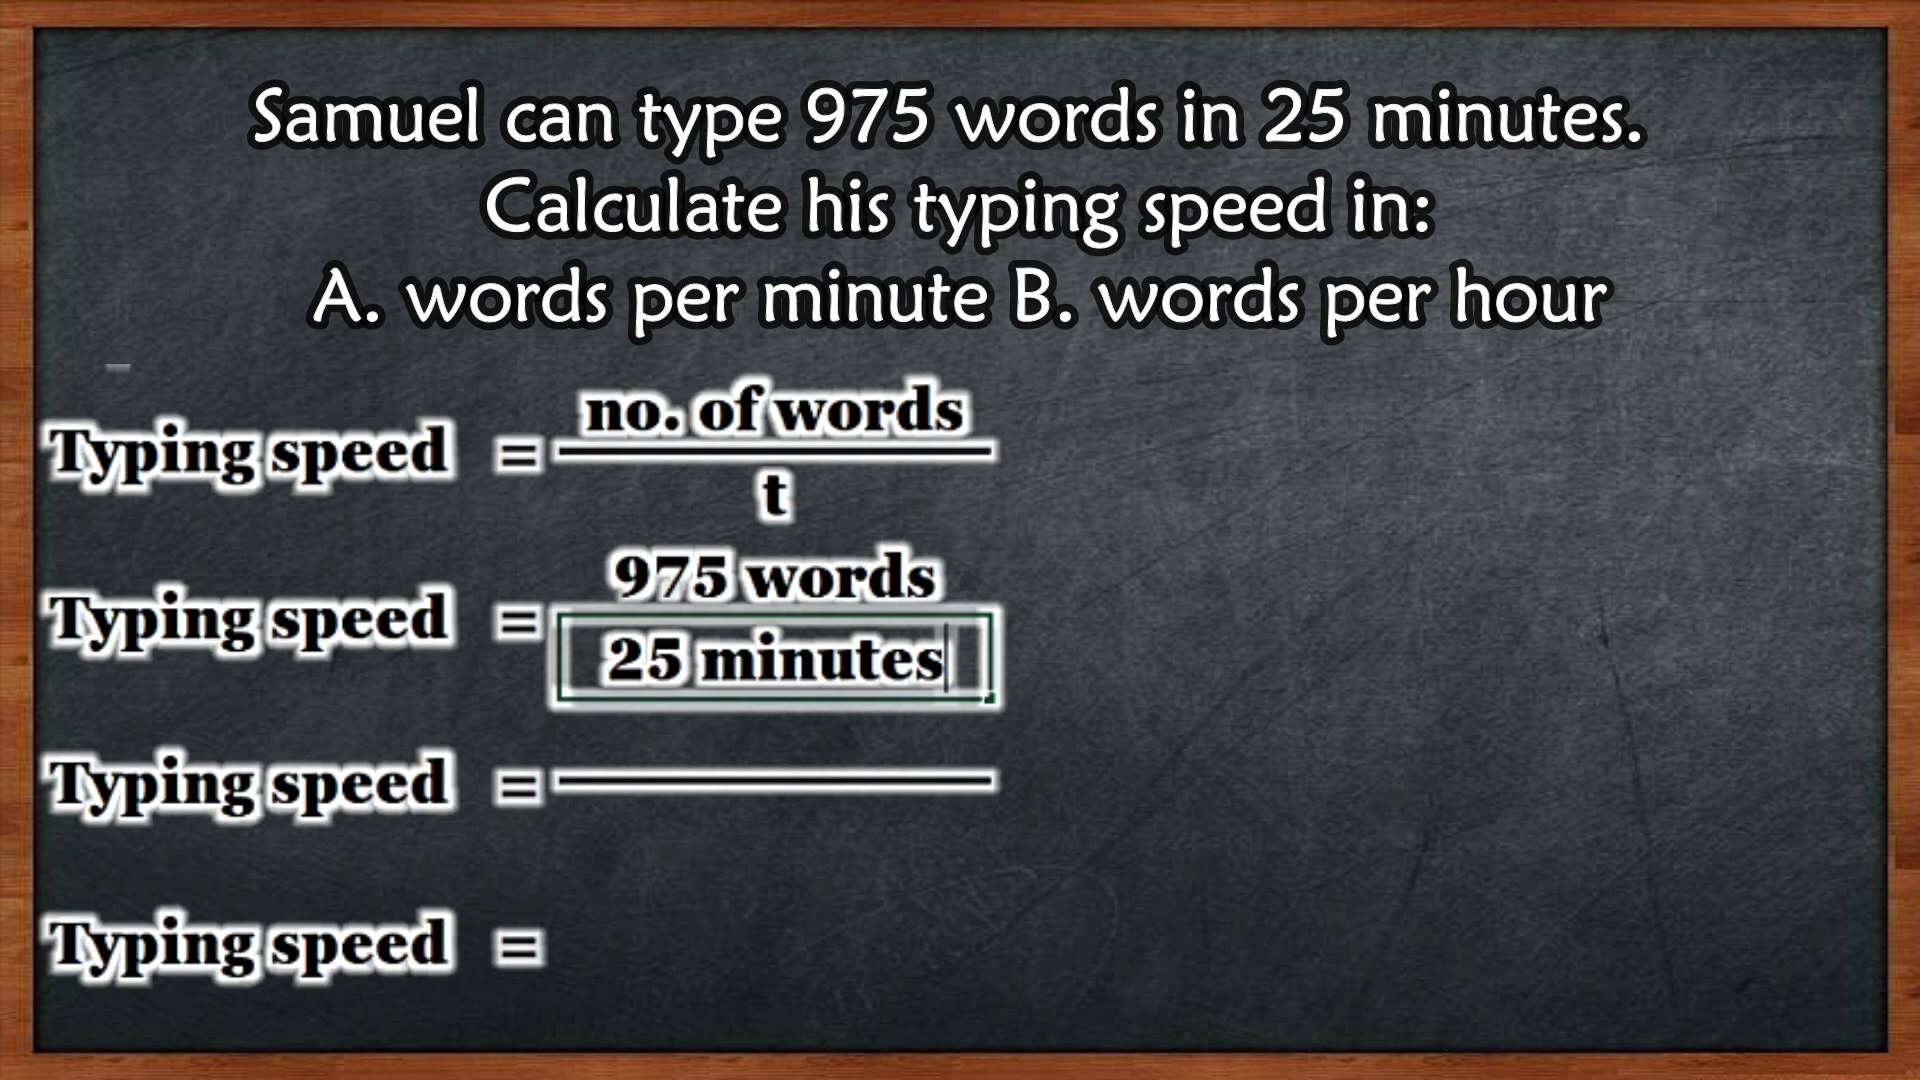 Samuel can type 975 words in 25 minutes.
Calculate his typing speed in:
A. words per minute B. words per hour
Typing speed = no. of words
t
Typing speed = 975 words
25 minutes
Typing speed =
Typing speed =